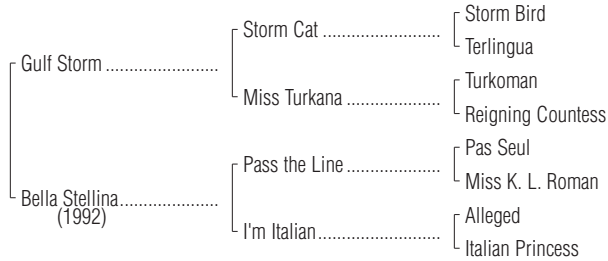 Storm Bird
Storm Cat ........................
Terlingua
Gulf Storm .......................
Turkoman
Miss Turkana ...................
Reigning Countess
Pas Seul
Pass the Line ...................
Miss K. L. Roman
Bella Stellina....................
(1992)
Alleged
I'm Italian.........................
Italian Princess